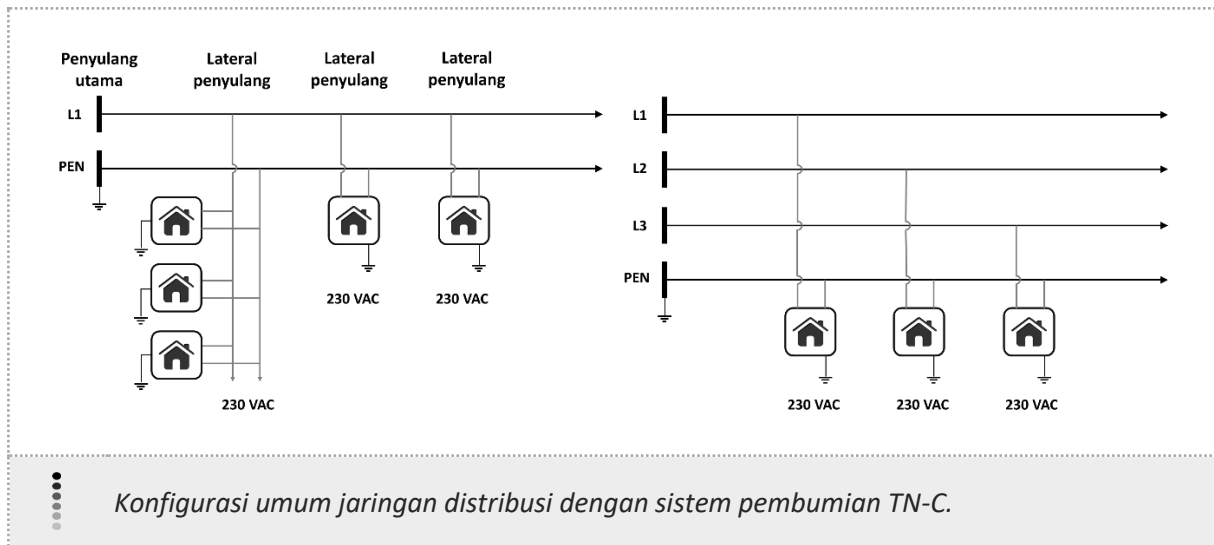 Penyulang
utama
Lateral
penyulang
Lateral
penyulang
Lateral
penyulang
L1
PEN
230 VAC
230 VAC
230 VAC
L1
L2
L3
PEN
230 VAC
230 VAC
230 VAC
Konfigurasi umum jaringan distribusi dengan sistem pembumian TN-C.